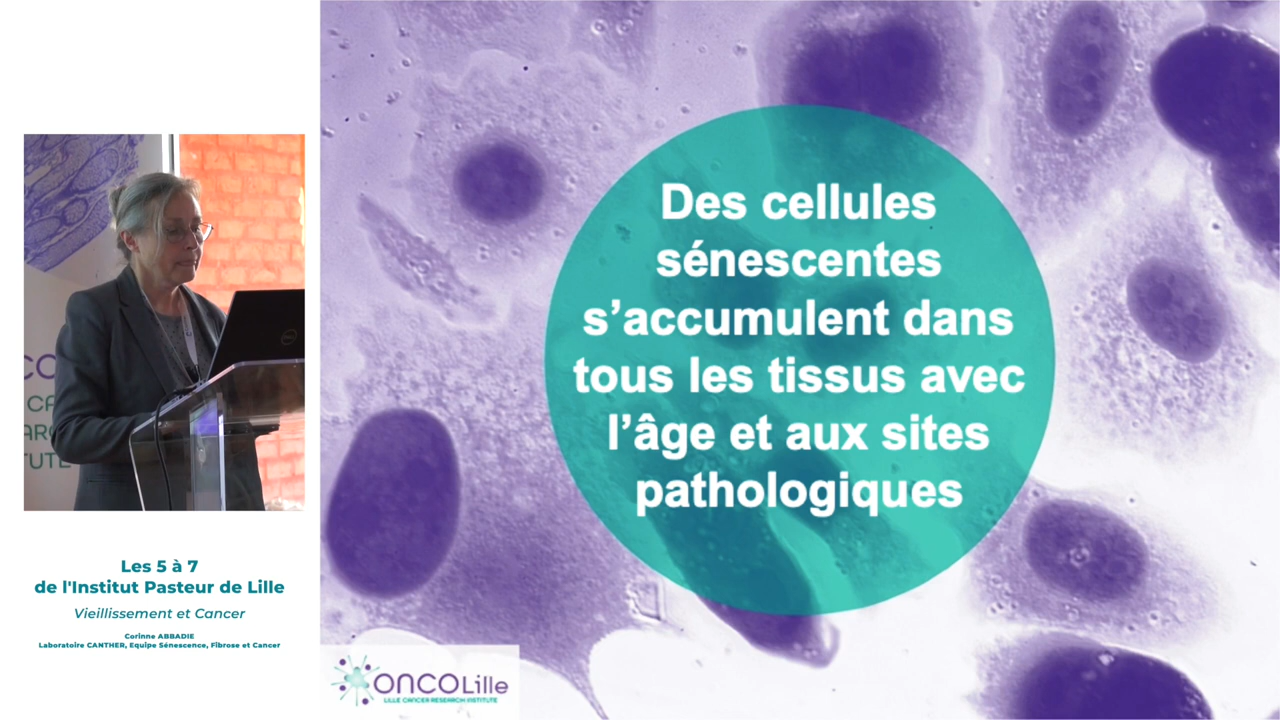 Des cellules
sénescentes
s'accumulent dans
tous les tissus avec
l'âge et aux sites
pathologiques
Les 5 à 7
de l'Institut Pasteur de Lille
Vieillissement et Cancer
Corinne ABBADIE
Laboratoire CANTHER, Equipe Sénescence, Fibrose et Cancer
ONCOLille
LILLE CANCER RESEARCH INSTITUTE